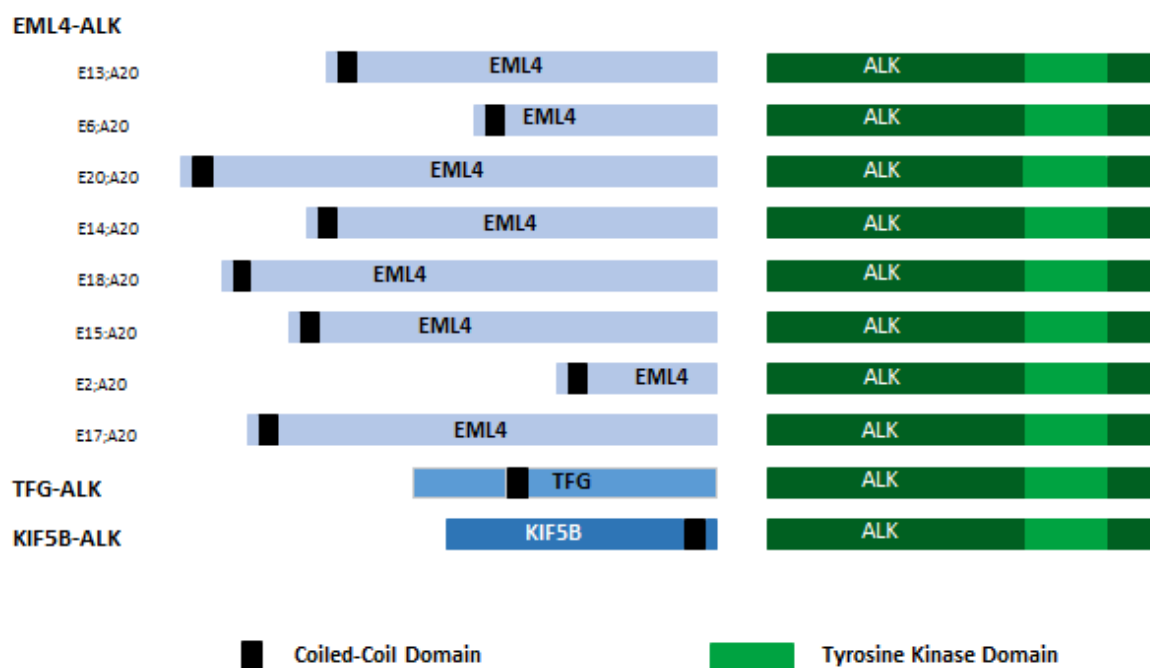 EML4-ALK
E13;A20 EML4 ALK
E6;A20 EML4 ALK
E20;A20 EML4 ALK
E14;A20 EML4 ALK
E18;A20 EML4 ALK
E15;A20 EML4 ALK
E2;A20 EML4 ALK
E17;A20 EML4 ALK
TFG-ALK TFG ALK
KIF5B-ALK KIF5B ALK
Coiled-Coil Domain Tyrosine Kinase Domain